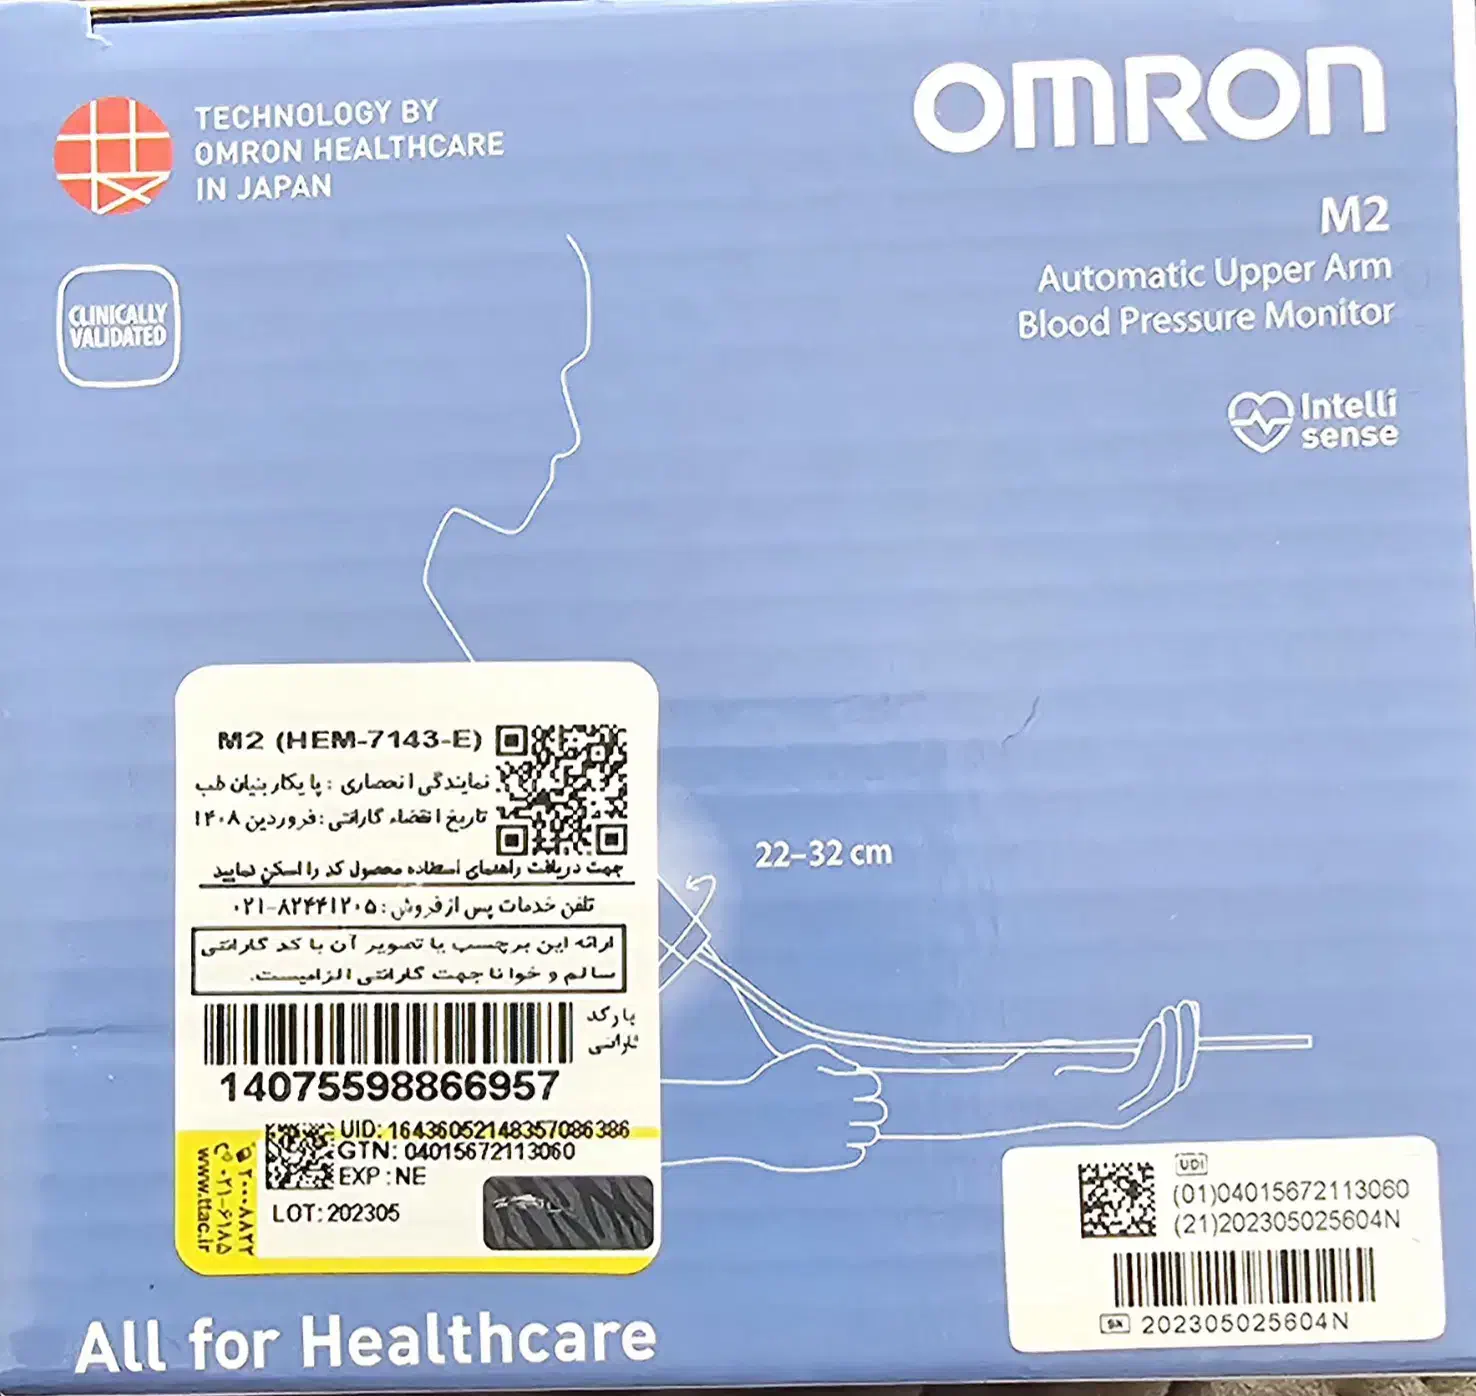 TECHNOLOGY BY
OMRON HEALTHCARE
IN JAPAN
OMRON
M2
Automatic Upper Arm
Blood Pressure Monitor
CLINICALLY
VALIDATED
Intelli
sense
22–32 cm
M2 (HEM-7143-E)
نمایندگی انحصاری : پایکار بنیان طب
تاریخ انقضاء گارانتی : فروردین ۱۴۰۸
جهت دریافت راهنمای استفاده محصول کد را اسکن نمایید
تلفن خدمات پس از فروش : ۰۲۱-۸۲۴۴۱۲۰۵
ارائه این برچسب یا تصویر آن با کد گارانتی
سالم و خوانا جهت گارانتی الزامیست.
بارکد
گارانتی
14075598866957
UID: 16436052148357086386
GTN: 04015672113060
EXP : NE
LOT: 202305
۲۰۰۰۸۸۲۲
۰۲۱-۶۱۸۵
www.ttac.ir
UDI
(01)04015672113060
(21)202305025604N
SN 202305025604N
All for Healthcare